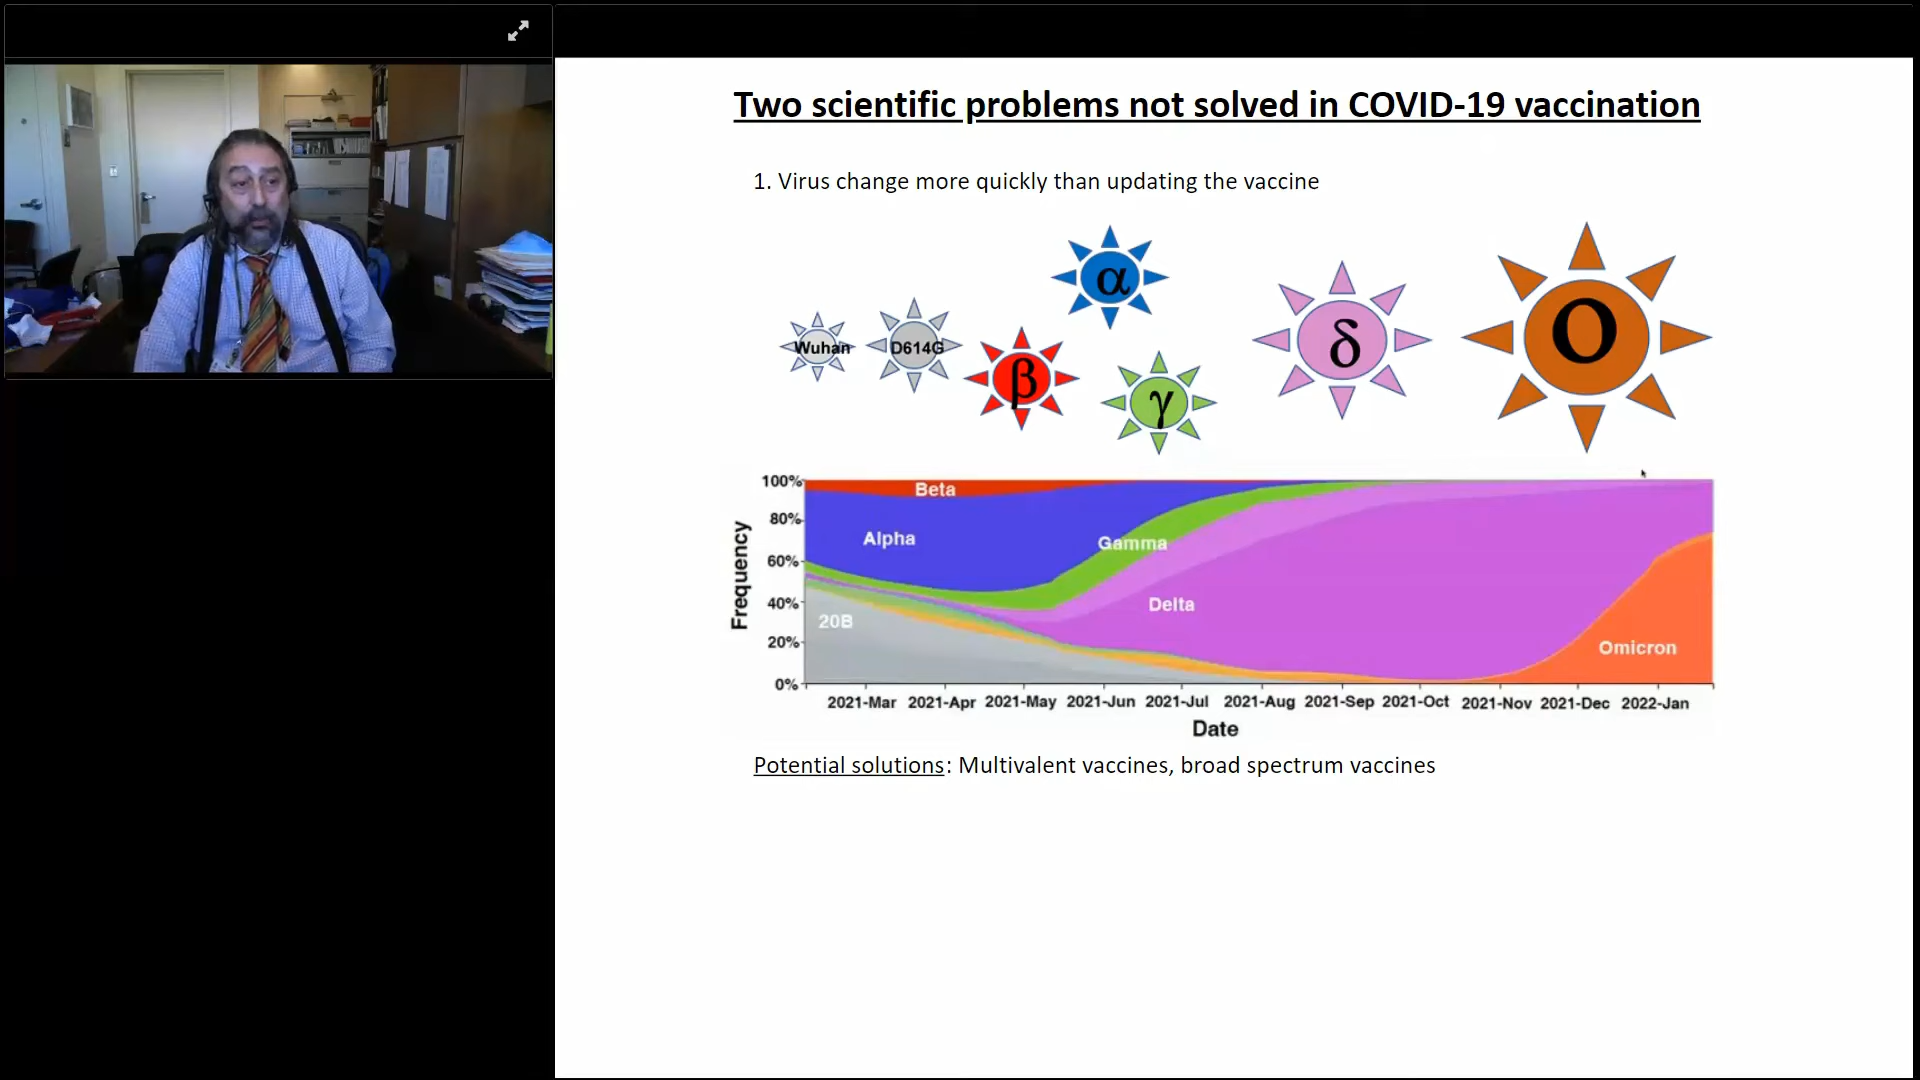 Two scientific problems not solved in COVID-19 vaccination
1. Virus change more quickly than updating the vaccine
α
Wuhan
D614G
β
γ
δ
Ο
100%
80%
60%
40%
20%
0%
Frequency
Beta
Alpha
Gamma
Delta
20B
Omicron
2021-Mar 2021-Apr 2021-May 2021-Jun 2021-Jul 2021-Aug 2021-Sep 2021-Oct 2021-Nov 2021-Dec 2022-Jan
Date
Potential solutions: Multivalent vaccines, broad spectrum vaccines